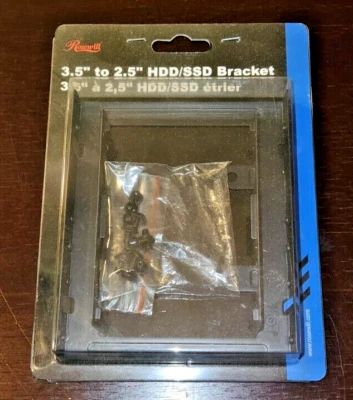 Rosewill
3.5" to 2.5" HDD/SSD Bracket
3,5" à 2,5" HDD/SSD étrier
www.rosewill.com